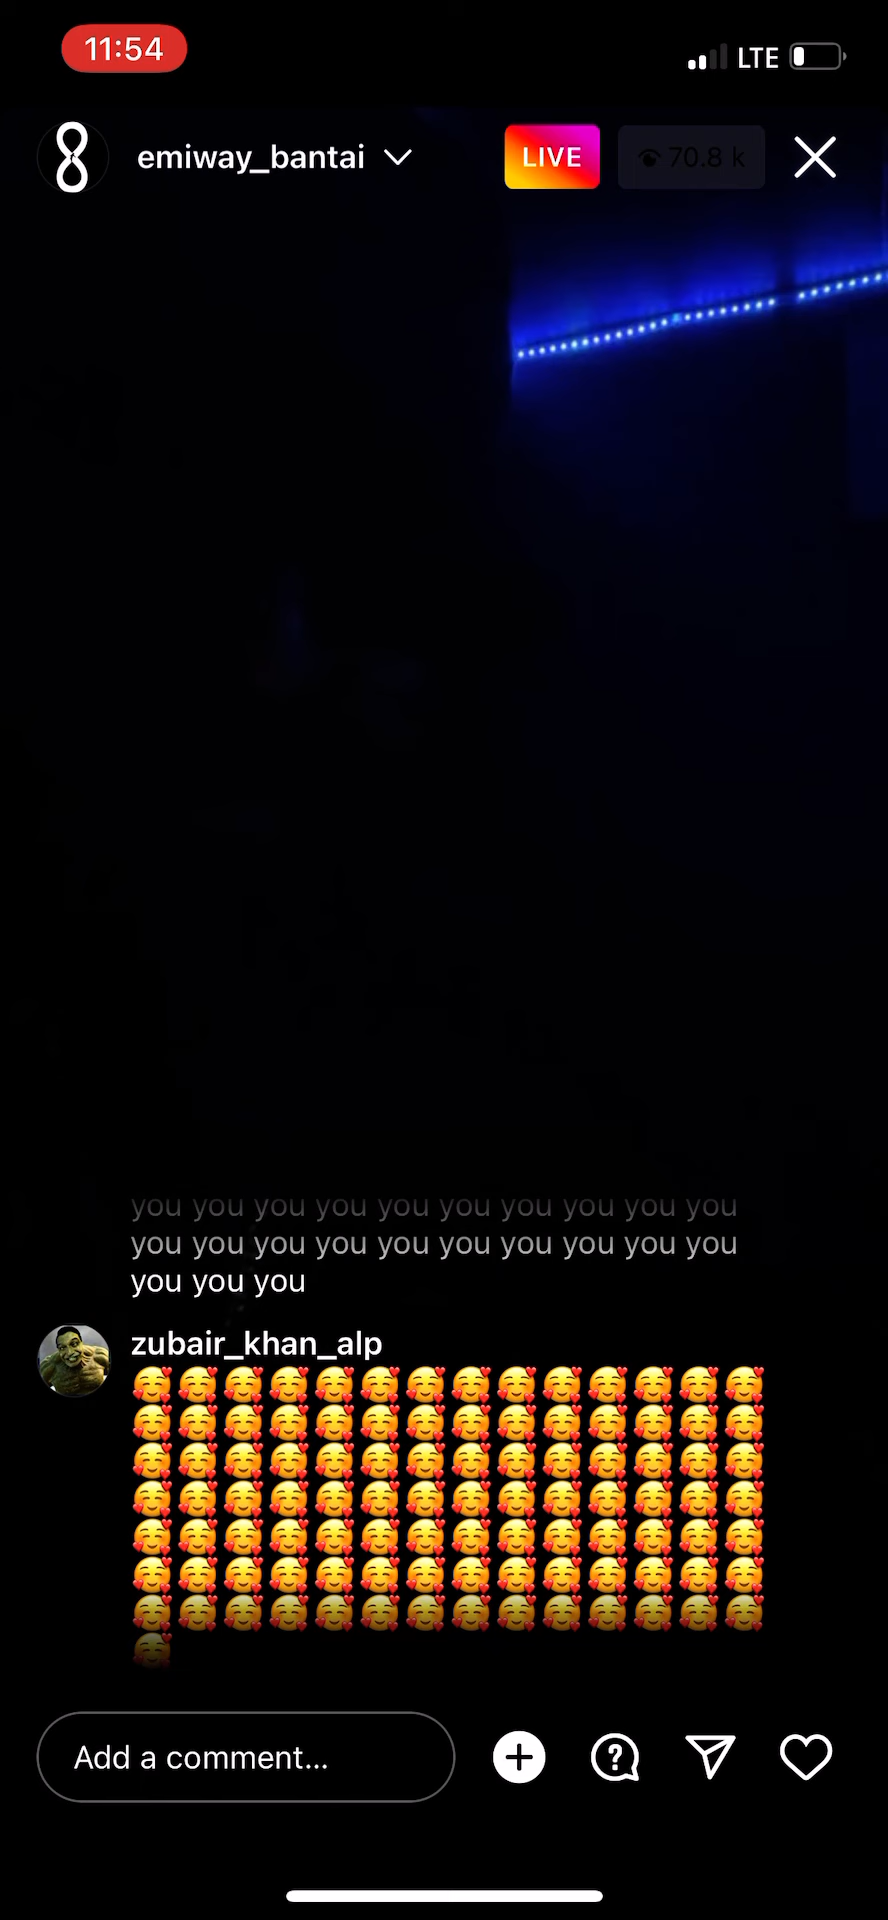 11:54
LTE
emiway_bantai
LIVE
70.8 k
you you you you you you you you you you
you you you you you you you you you you
you you you
zubair_khan_alp
🥰🥰🥰🥰🥰🥰🥰🥰🥰🥰🥰🥰🥰🥰
🥰🥰🥰🥰🥰🥰🥰🥰🥰🥰🥰🥰🥰🥰
🥰🥰🥰🥰🥰🥰🥰🥰🥰🥰🥰🥰🥰🥰
🥰🥰🥰🥰🥰🥰🥰🥰🥰🥰🥰🥰🥰🥰
🥰🥰🥰🥰🥰🥰🥰🥰🥰🥰🥰🥰🥰🥰
🥰🥰🥰🥰🥰🥰🥰🥰🥰🥰🥰🥰🥰🥰
🥰🥰🥰🥰🥰🥰🥰🥰🥰🥰🥰🥰🥰🥰
🥰
Add a comment...